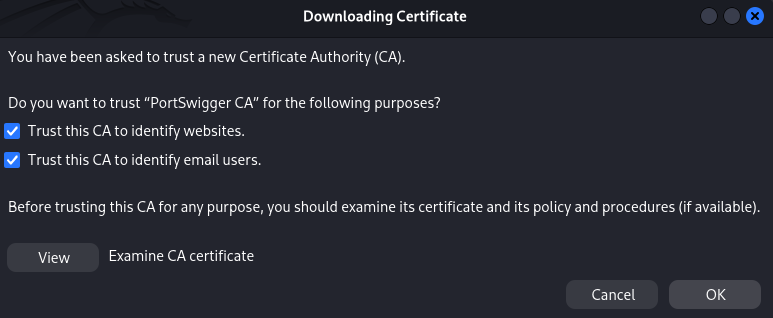 Downloading Certificate
You have been asked to trust a new Certificate Authority (CA).
Do you want to trust “PortSwigger CA” for the following purposes?
Trust this CA to identify websites.
Trust this CA to identify email users.
Before trusting this CA for any purpose, you should examine its certificate and its policy and procedures (if available).
View Examine CA certificate
Cancel OK